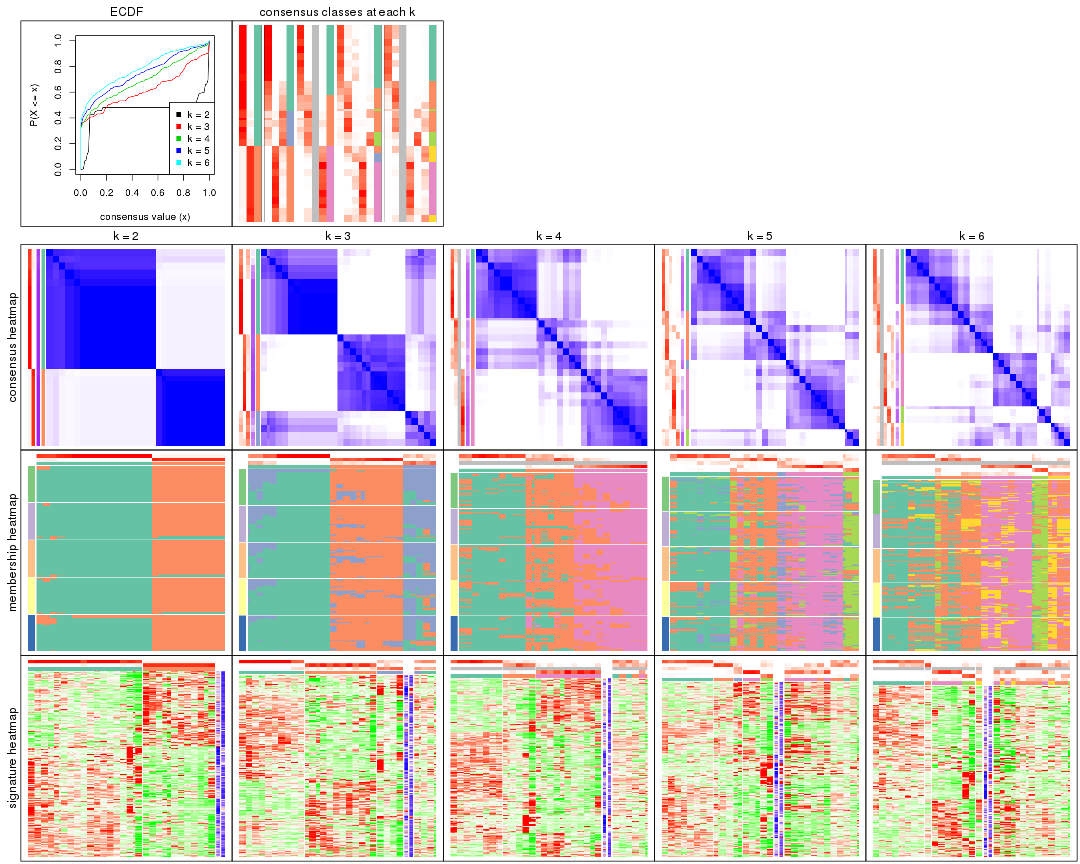 ECDF
consensus classes at each k
P(X <= x)
0.0 0.2 0.4 0.6 0.8 1.0
k = 2
k = 3
k = 4
k = 5
k = 6
0.0 0.2 0.4 0.6 0.8 1.0
consensus value (x)
k = 2
k = 3
k = 4
k = 5
k = 6
consensus heatmap
membership heatmap
signature heatmap